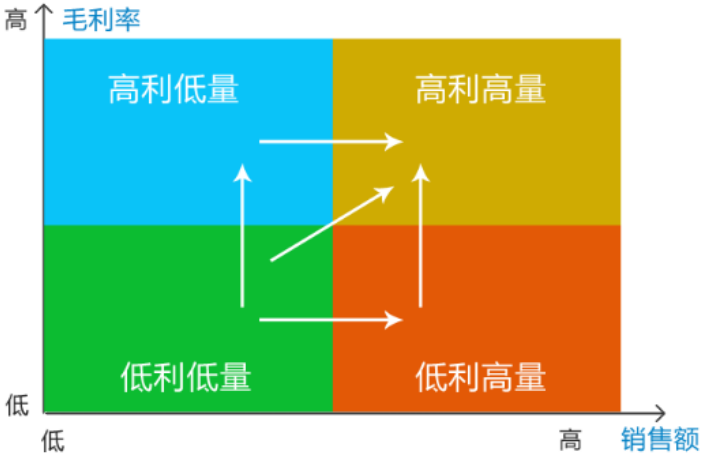 高 毛利率
高利低量 高利高量
低利低量 低利高量
低
低 高 销售额